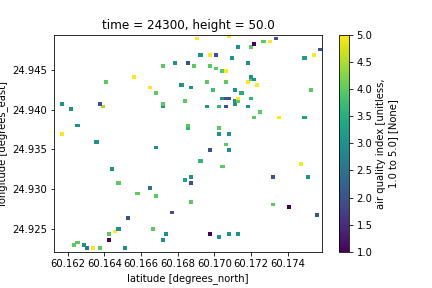 time = 24300, height = 50.0
24.945
24.940
24.935
24.930
24.925
longitude [degrees_east]
60.162 60.164 60.166 60.168 60.170 60.172 60.174
latitude [degrees_north]
5.0
4.5
4.0
3.5
3.0
2.5
2.0
1.5
1.0
air quality index [unitless,
1.0 to 5.0] [None]